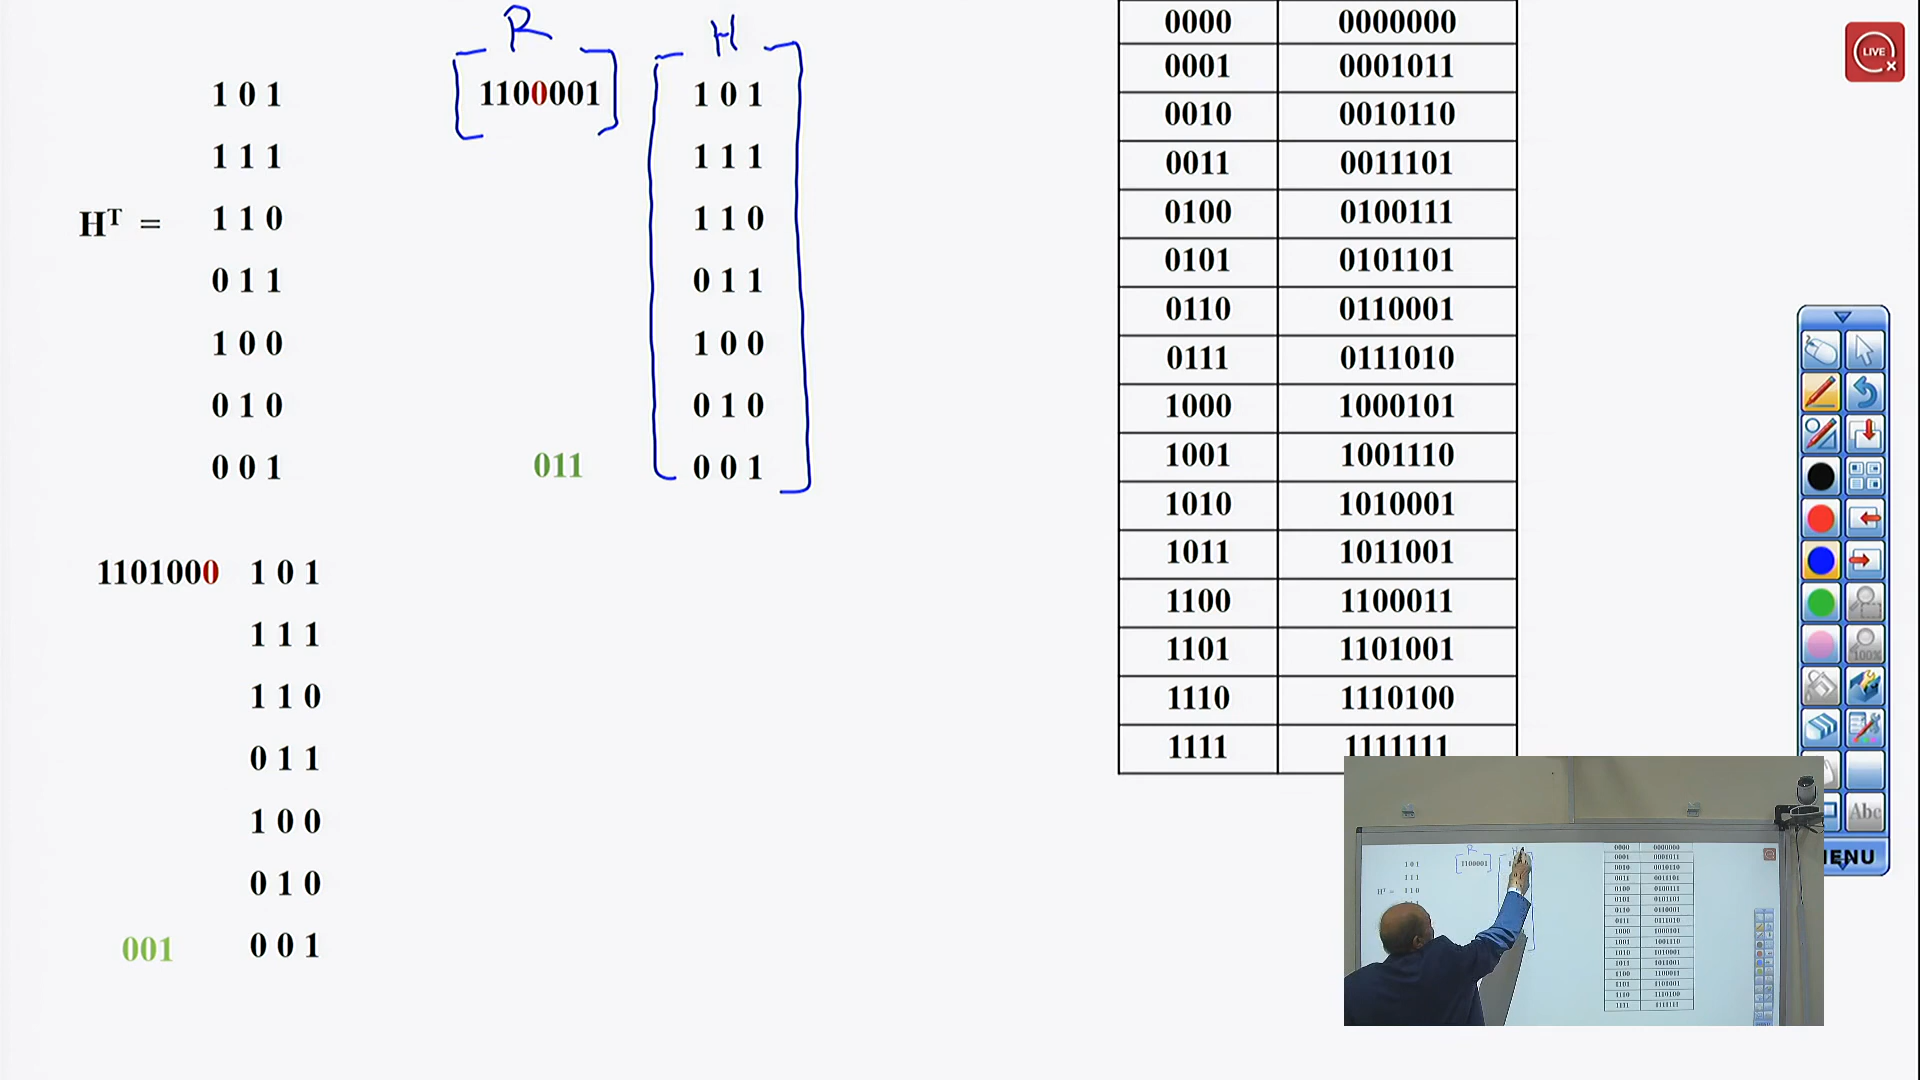 R H
1 0 1
1 1 1
Hᵀ = 1 1 0
0 1 1
1 0 0
0 1 0
0 0 1
1100001 1 0 1
1 1 1
1 1 0
0 1 1
1 0 0
0 1 0
011 0 0 1
1101000 1 0 1
1 1 1
1 1 0
0 1 1
1 0 0
0 1 0
001 0 0 1
0000 0000000
0001 0001011
0010 0010110
0011 0011101
0100 0100111
0101 0101101
0110 0110001
0111 0111010
1000 1000101
1001 1001110
1010 1010001
1011 1011001
1100 1100011
1101 1101001
1110 1110100
1111 1111111
LIVE
100%
Abc
ENU